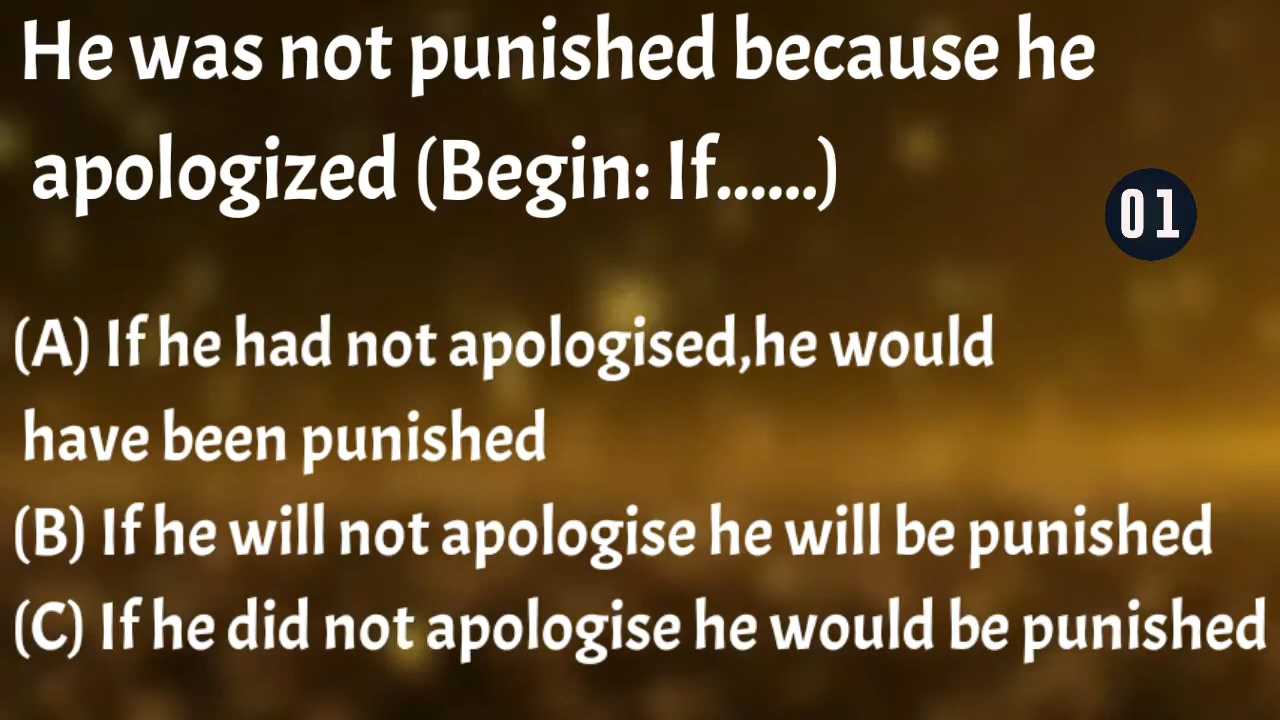 He was not punished because he
apologized (Begin: If......)
01
(A) If he had not apologised,he would
have been punished
(B) If he will not apologise he will be punished
(C) If he did not apologise he would be punished